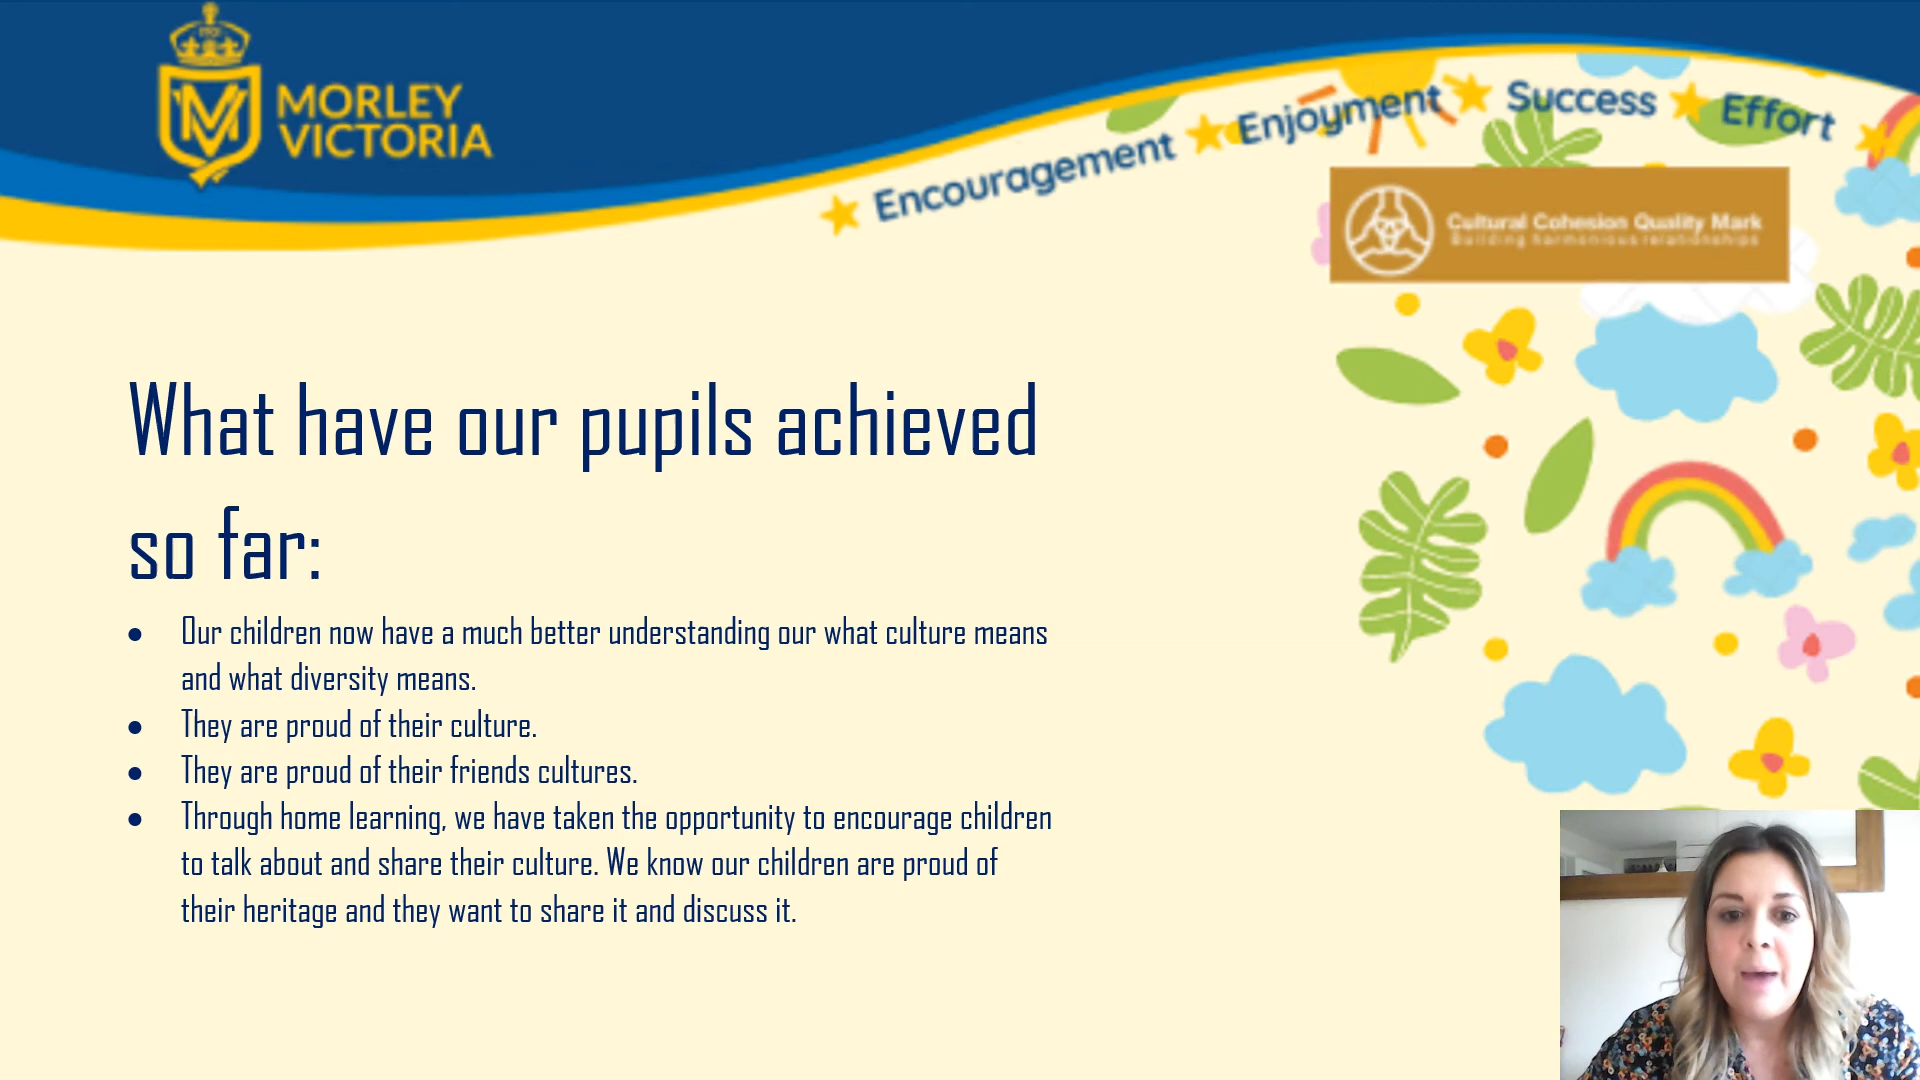 MORLEY
VICTORIA
Encouragement Enjoyment Success Effort
Cultural Cohesion Quality Mark
Building harmonious relationships
What have our pupils achieved
so far:
• Our children now have a much better understanding our what culture means
and what diversity means.
• They are proud of their culture.
• They are proud of their friends cultures.
• Through home learning, we have taken the opportunity to encourage children
to talk about and share their culture. We know our children are proud of
their heritage and they want to share it and discuss it.